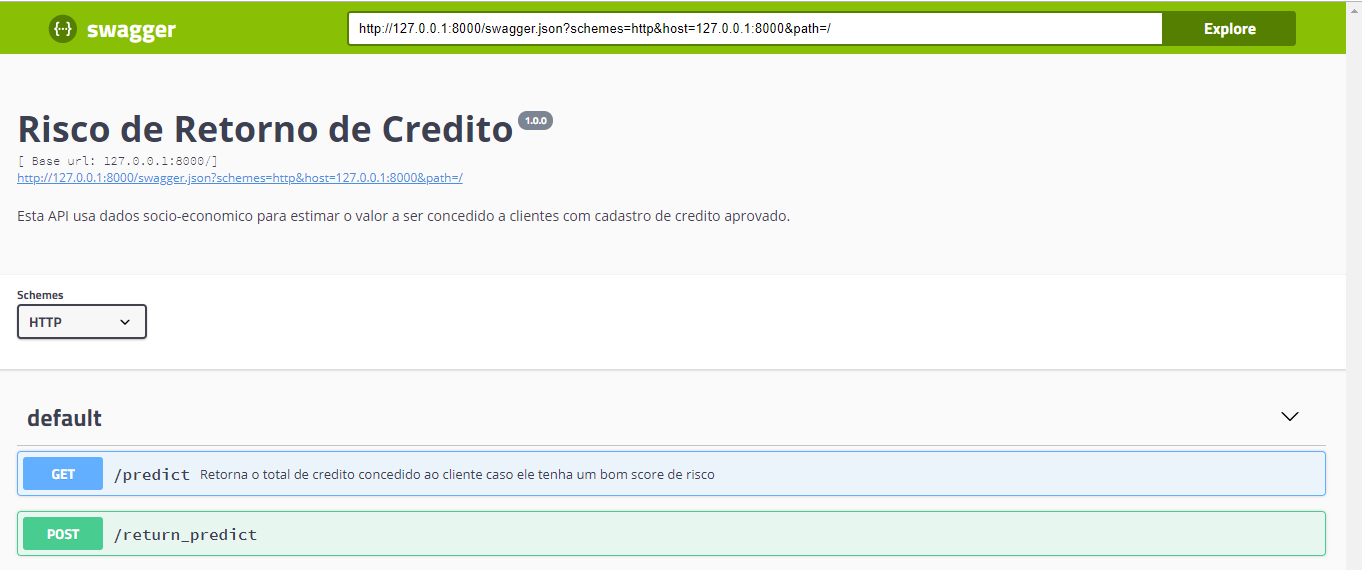 {··} swagger
http://127.0.0.1:8000/swagger.json?schemes=http&host=127.0.0.1:8000&path=/
Explore
Risco de Retorno de Credito 1.0.0
[ Base url: 127.0.0.1:8000/]
http://127.0.0.1:8000/swagger.json?schemes=http&host=127.0.0.1:8000&path=/
Esta API usa dados socio-economico para estimar o valor a ser concedido a clientes com cadastro de credito aprovado.
Schemes
HTTP
default
GET /predict Retorna o total de credito concedido ao cliente caso ele tenha um bom score de risco
POST /return_predict